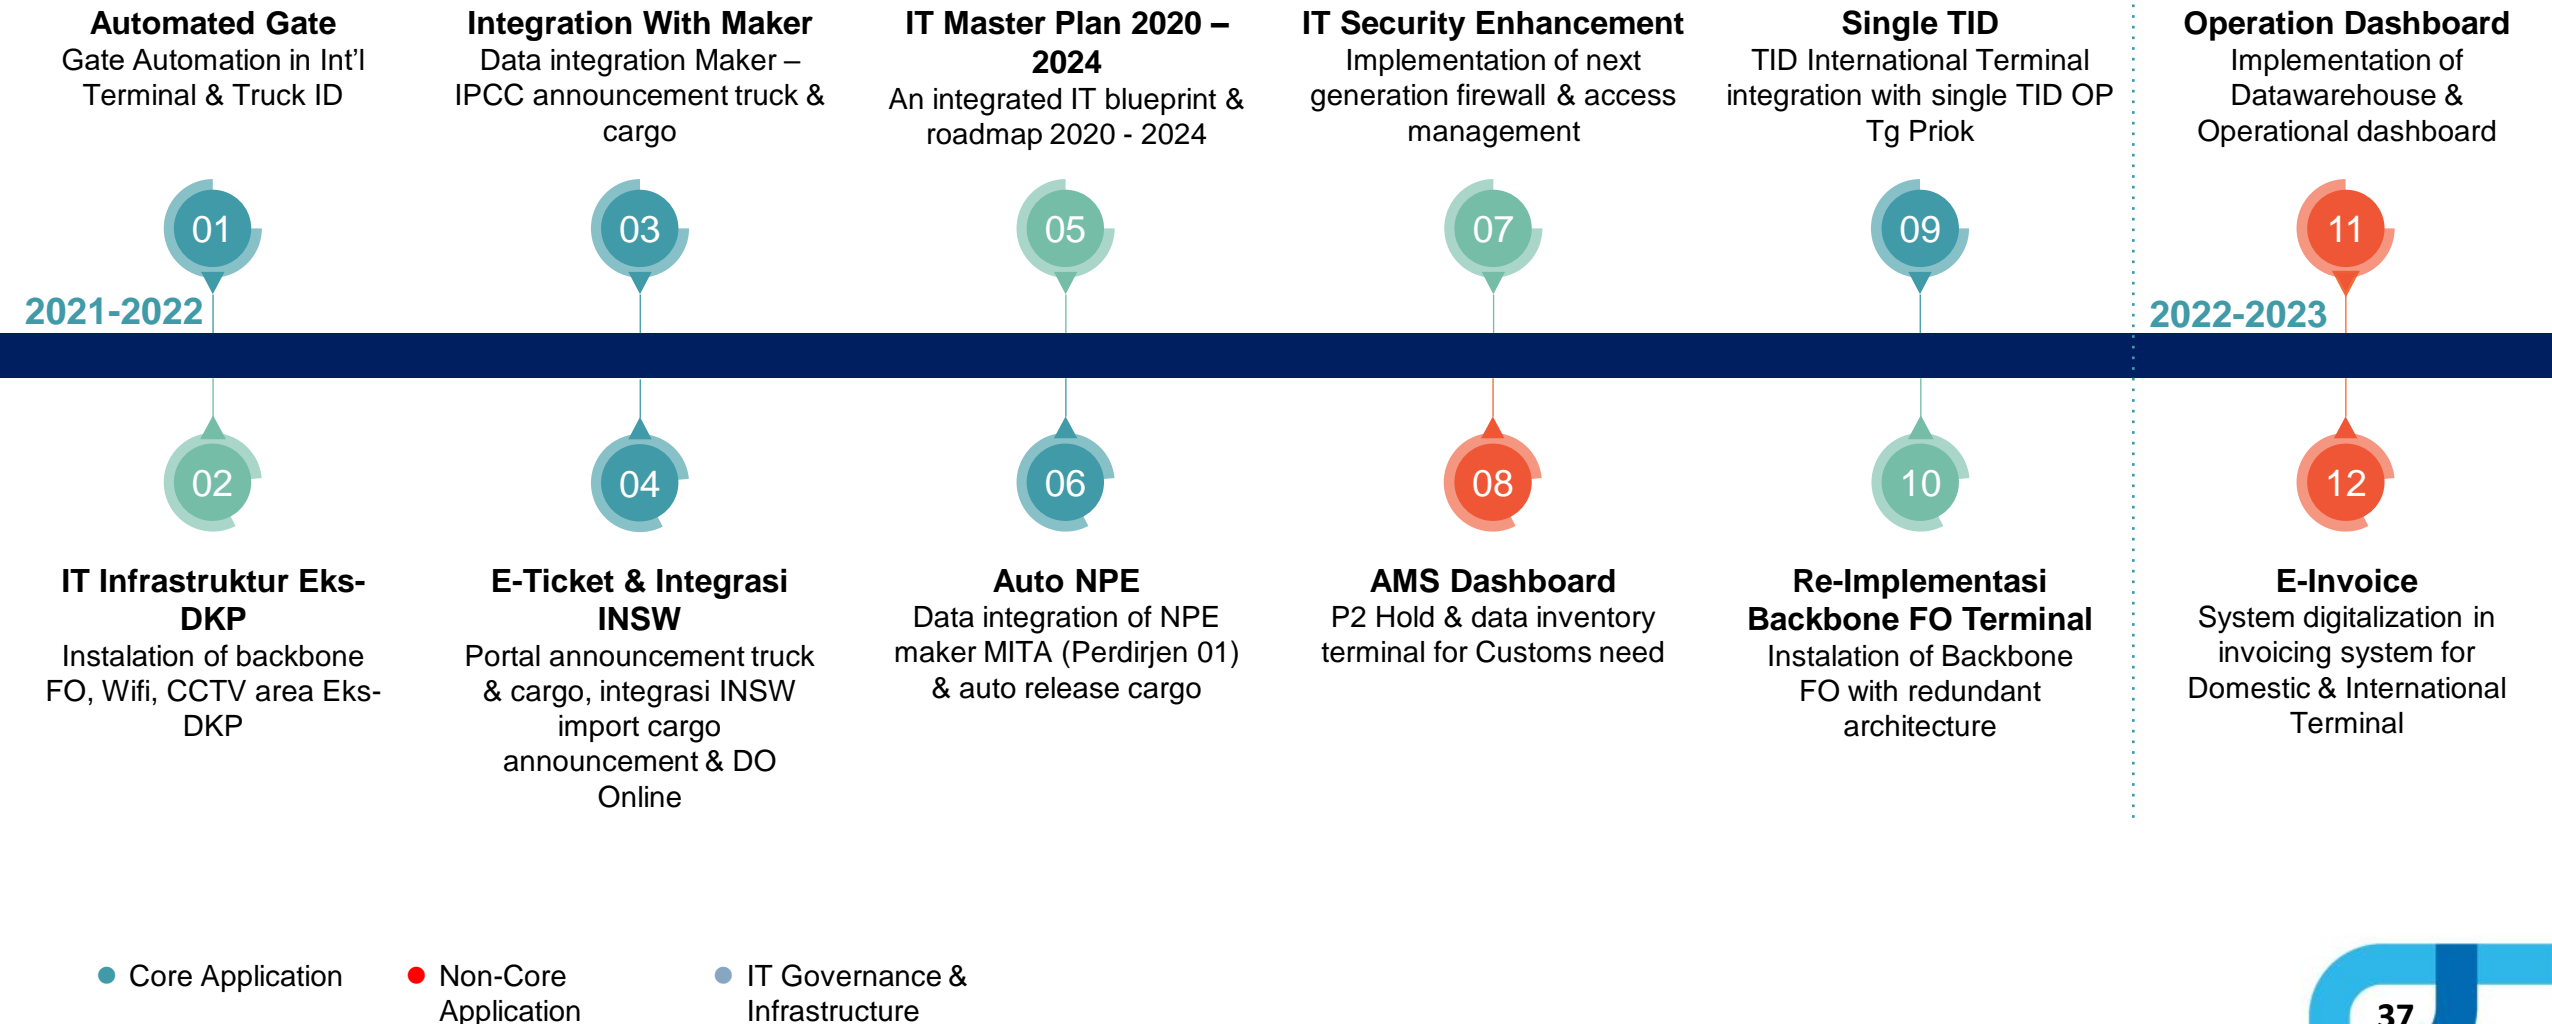 Automated Gate
Gate Automation in Int'l
Terminal & Truck ID
Integration With Maker
Data integration Maker –
IPCC announcement truck &
cargo
IT Master Plan 2020 –
2024
An integrated IT blueprint &
roadmap 2020 - 2024
IT Security Enhancement
Implementation of next
generation firewall & access
management
Single TID
TID International Terminal
integration with single TID OP
Tg Priok
Operation Dashboard
Implementation of
Datawarehouse &
Operational dashboard
01
03
05
07
09
11
2021-2022
2022-2023
02
04
06
08
10
12
IT Infrastruktur Eks-
DKP
Instalation of backbone
FO, Wifi, CCTV area Eks-
DKP
E-Ticket & Integrasi
INSW
Portal announcement truck
& cargo, integrasi INSW
import cargo
announcement & DO
Online
Auto NPE
Data integration of NPE
maker MITA (Perdirjen 01)
& auto release cargo
AMS Dashboard
P2 Hold & data inventory
terminal for Customs need
Re-Implementasi
Backbone FO Terminal
Instalation of Backbone
FO with redundant
architecture
E-Invoice
System digitalization in
invoicing system for
Domestic & International
Terminal
Core Application
Non-Core
Application
IT Governance &
Infrastructure
37